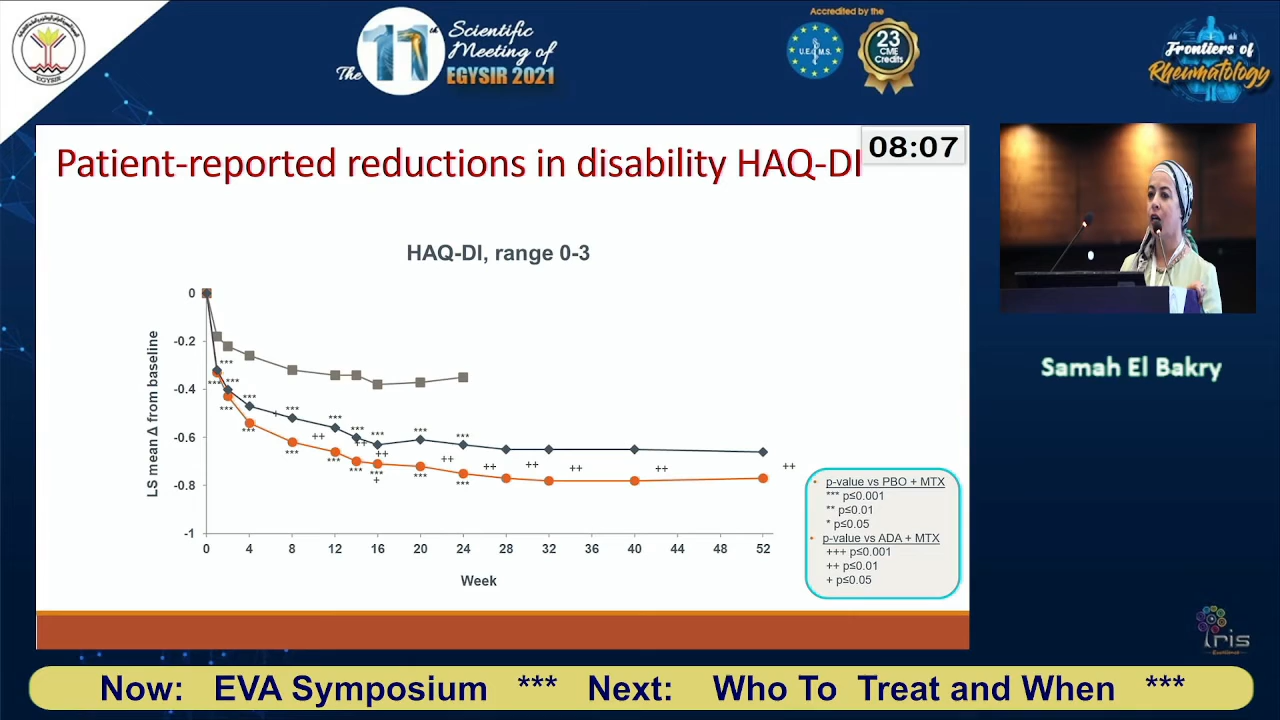 EGYSIR
The 11th
Scientific
Meeting of
EGYSIR 2021
Accredited by the
U.E.M.S.
23
CME
Credits
Frontiers of
Rheumatology
08:07
Patient-reported reductions in disability HAQ-DI
HAQ-DI, range 0-3
LS mean Δ from baseline
0
-0.2
-0.4
-0.6
-0.8
-1
0 4 8 12 16 20 24 28 32 36 40 44 48 52
Week
• p-value vs PBO + MTX
*** p≤0.001
** p≤0.01
* p≤0.05
• p-value vs ADA + MTX
+++ p≤0.001
++ p≤0.01
+ p≤0.05
Samah El Bakry
Iris
Now: EVA Symposium *** Next: Who To Treat and When ***